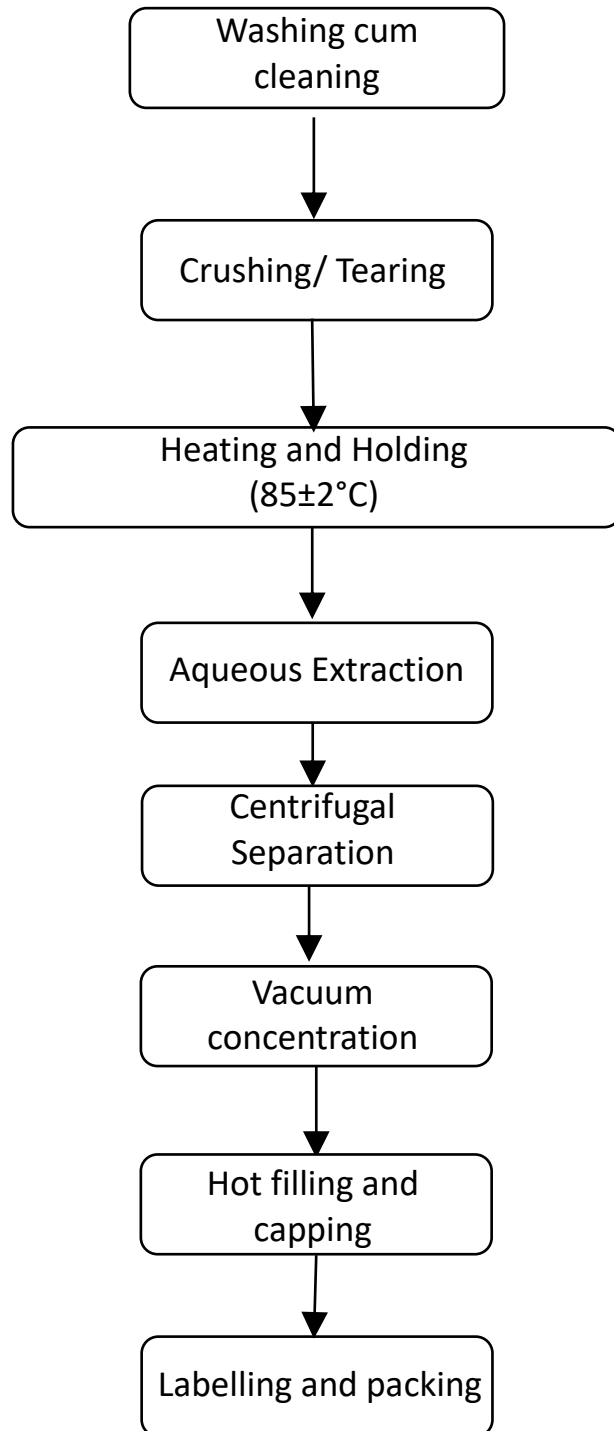 Washing cum
cleaning
Crushing/ Tearing
Heating and Holding
(85±2°C)
Aqueous Extraction
Centrifugal
Separation
Vacuum
concentration
Hot filling and
capping
Labelling and packing